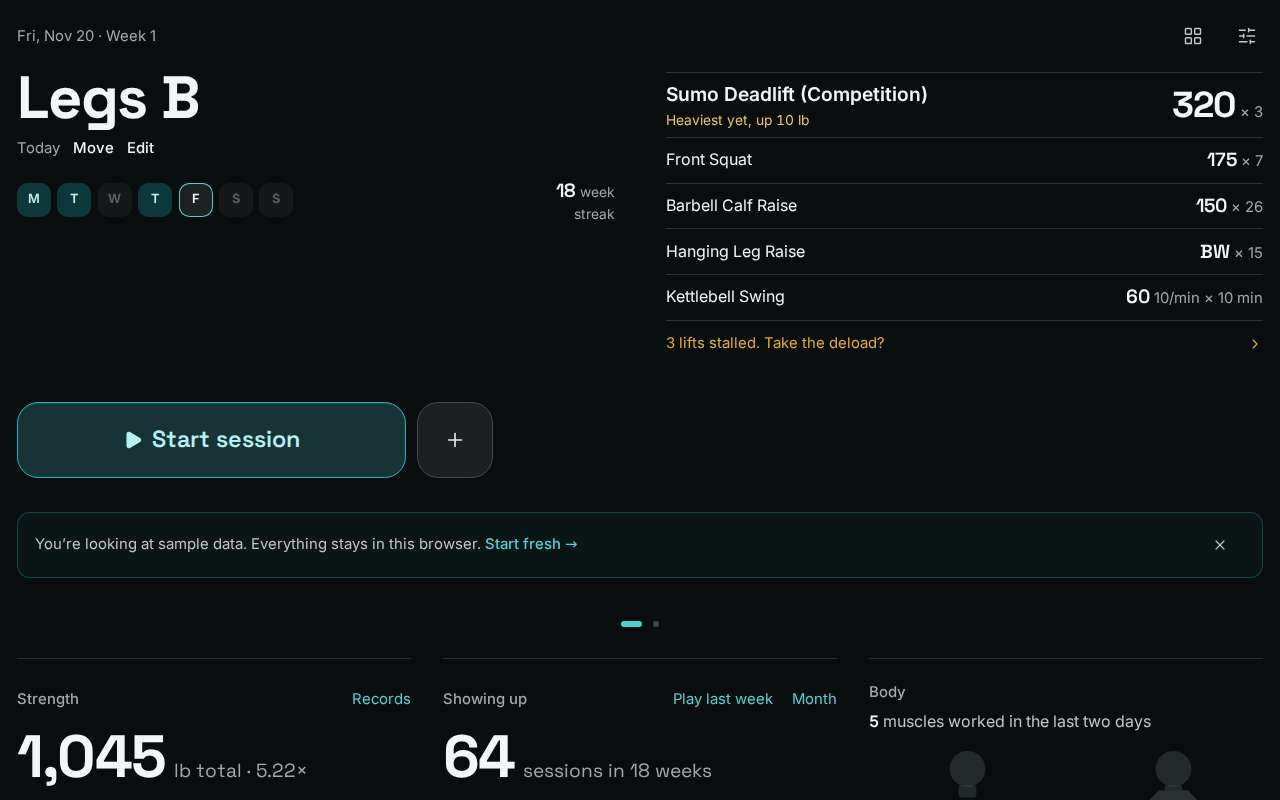 Fri, Nov 20 · Week 1
Legs B
Today Move Edit
M T W T F S S
18 week
streak
Sumo Deadlift (Competition)
Heaviest yet, up 10 lb
320 × 3
Front Squat
175 × 7
Barbell Calf Raise
150 × 26
Hanging Leg Raise
BW × 15
Kettlebell Swing
60 10/min × 10 min
3 lifts stalled. Take the deload?
Start session
You’re looking at sample data. Everything stays in this browser. Start fresh →
Strength
Records
1,045 lb total · 5.22×
Showing up
Play last week Month
64 sessions in 18 weeks
Body
5 muscles worked in the last two days